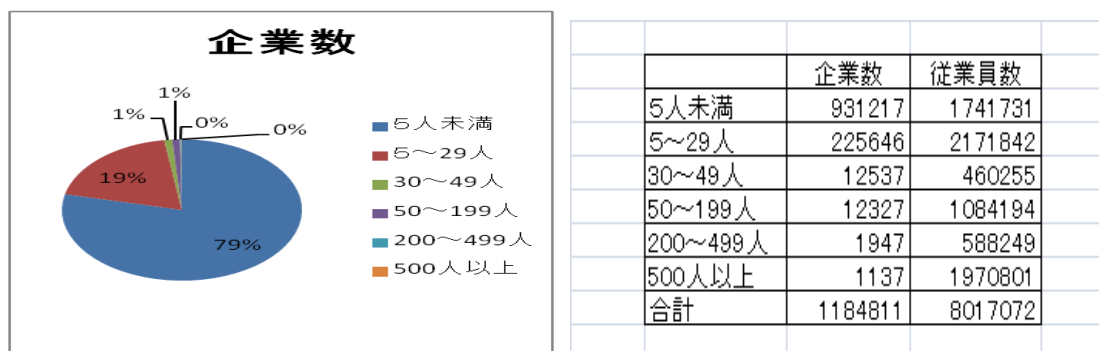 企業数
1%
1%
0%
0%
19%
79%
5人未満
5～29人
30～49人
50～199人
200～499人
500人以上
企業数 従業員数
5人未満 931217 1741731
5～29人 225646 2171842
30～49人 12537 460255
50～199人 12327 1084194
200～499人 1947 588249
500人以上 1137 1970801
合計 1184811 8017072